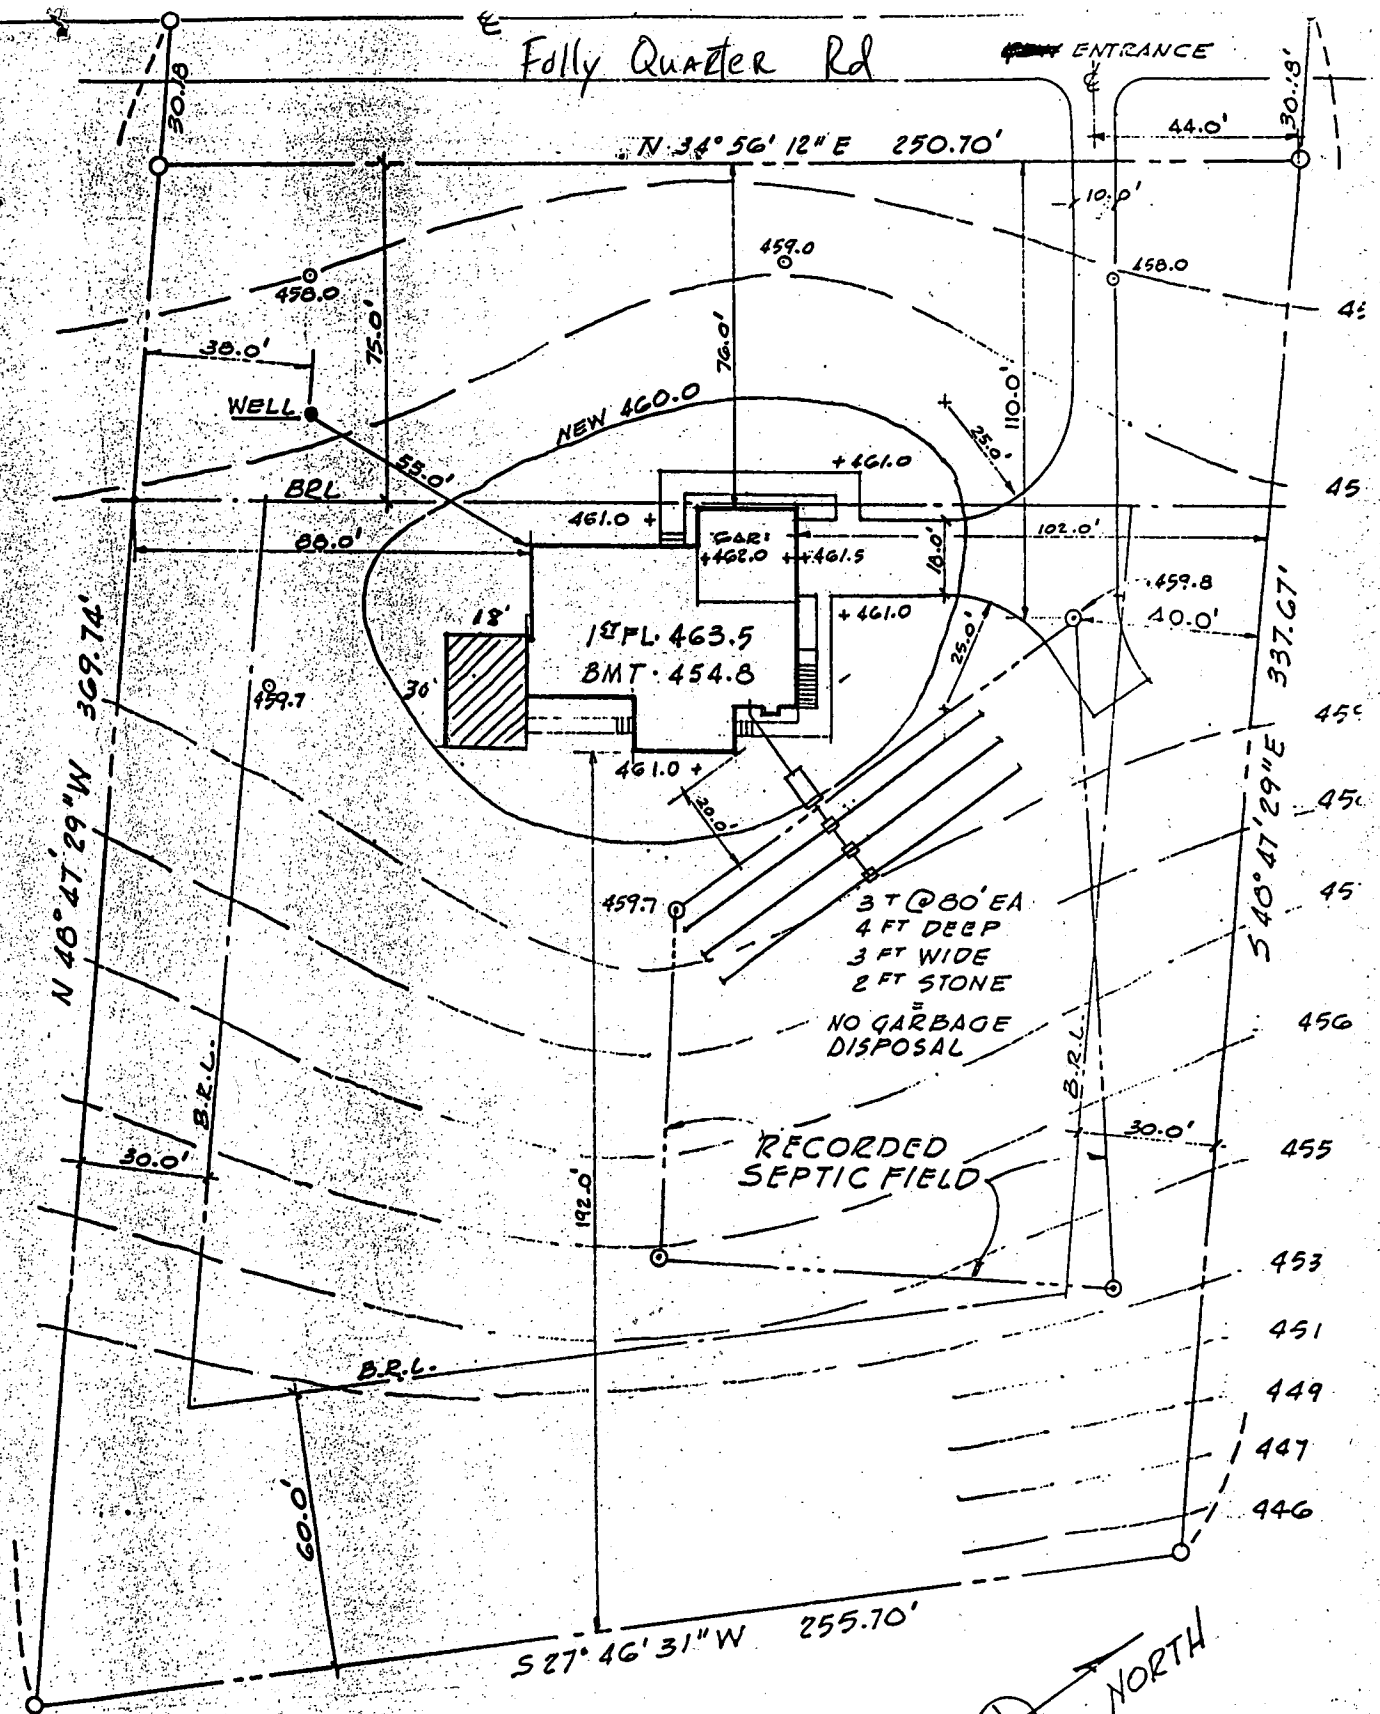 Folly Quarter Rd
ENTRANCE
30.18
30.18'
44.0'
N 34° 56' 12" E 250.70'
10.0'
459.0
458.0
458.0
75.0'
76.0'
110.0'
38.0'
WELL
NEW 460.0
25.0'
55.0'
+ 461.0
BRL
461.0 +
GAR.
+462.0
+461.5
102.0'
88.0'
18.0'
459.8
40.0'
+ 461.0
18'
1ST FL. 463.5
BMT. 454.8
25.0'
30'
459.7
N 48° 47' 29" W 369.74'
S 48° 47' 29" E 337.67'
461.0 +
20.0'
459.7
3 T @ 80' EA
4 FT DEEP
3 FT WIDE
2 FT STONE
NO GARBAGE
DISPOSAL
456
B.R.L.
B.R.L.
30.0'
30.0'
RECORDED
SEPTIC FIELD
455
192.0'
453
451
B.R.L.
449
447
60.0'
446
S 27° 46' 31" W 255.70'
NORTH